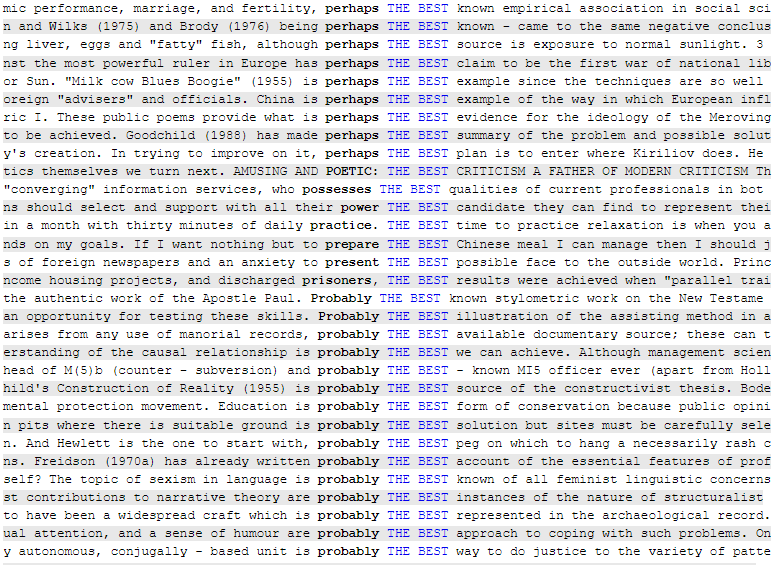 mic performance, marriage, and fertility, perhaps THE BEST known empirical association in social sci
n and Wilks (1975) and Brody (1976) being perhaps THE BEST known - came to the same negative conclus
ng liver, eggs and "fatty" fish, although perhaps THE BEST source is exposure to normal sunlight. 3
nst the most powerful ruler in Europe has perhaps THE BEST claim to be the first war of national lib
or Sun. "Milk cow Blues Boogie" (1955) is perhaps THE BEST example since the techniques are so well
oreign "advisers" and officials. China is perhaps THE BEST example of the way in which European infl
ric I. These public poems provide what is perhaps THE BEST evidence for the ideology of the Meroving
to be achieved. Goodchild (1988) has made perhaps THE BEST summary of the problem and possible solut
y's creation. In trying to improve on it, perhaps THE BEST plan is to enter where Kiriliov does. He
tics themselves we turn next. AMUSING AND POETIC: THE BEST CRITICISM A FATHER OF MODERN CRITICISM Th
"converging" information services, who possesses THE BEST qualities of current professionals in bot
ns should select and support with all their power THE BEST candidate they can find to represent thei
in a month with thirty minutes of daily practice. THE BEST time to practice relaxation is when you a
nds on my goals. If I want nothing but to prepare THE BEST Chinese meal I can manage then I should j
s of foreign newspapers and an anxiety to present THE BEST possible face to the outside world. Princ
ncome housing projects, and discharged prisoners, THE BEST results were achieved when "parallel trai
the authentic work of the Apostle Paul. Probably THE BEST known stylometric work on the New Testame
an opportunity for testing these skills. Probably THE BEST illustration of the assisting method in a
arises from any use of manorial records, probably THE BEST available documentary source; these can t
erstanding of the causal relationship is probably THE BEST we can achieve. Although management scien
head of M(5)b (counter - subversion) and probably THE BEST - known MI5 officer ever (apart from Holl
hild's Construction of Reality (1955) is probably THE BEST source of the constructivist thesis. Bode
mental protection movement. Education is probably THE BEST form of conservation because public opini
n pits where there is suitable ground is probably THE BEST solution but sites must be carefully sele
n. And Hewlett is the one to start with, probably THE BEST peg on which to hang a necessarily rash c
ns. Freidson (1970a) has already written probably THE BEST account of the essential features of prof
self? The topic of sexism in language is probably THE BEST known of all feminist linguistic concerns
st contributions to narrative theory are probably THE BEST instances of the nature of structuralist
to have been a widespread craft which is probably THE BEST represented in the archaeological record.
ual attention, and a sense of humour are probably THE BEST approach to coping with such problems. On
y autonomous, conjugally - based unit is probably THE BEST way to do justice to the variety of patte